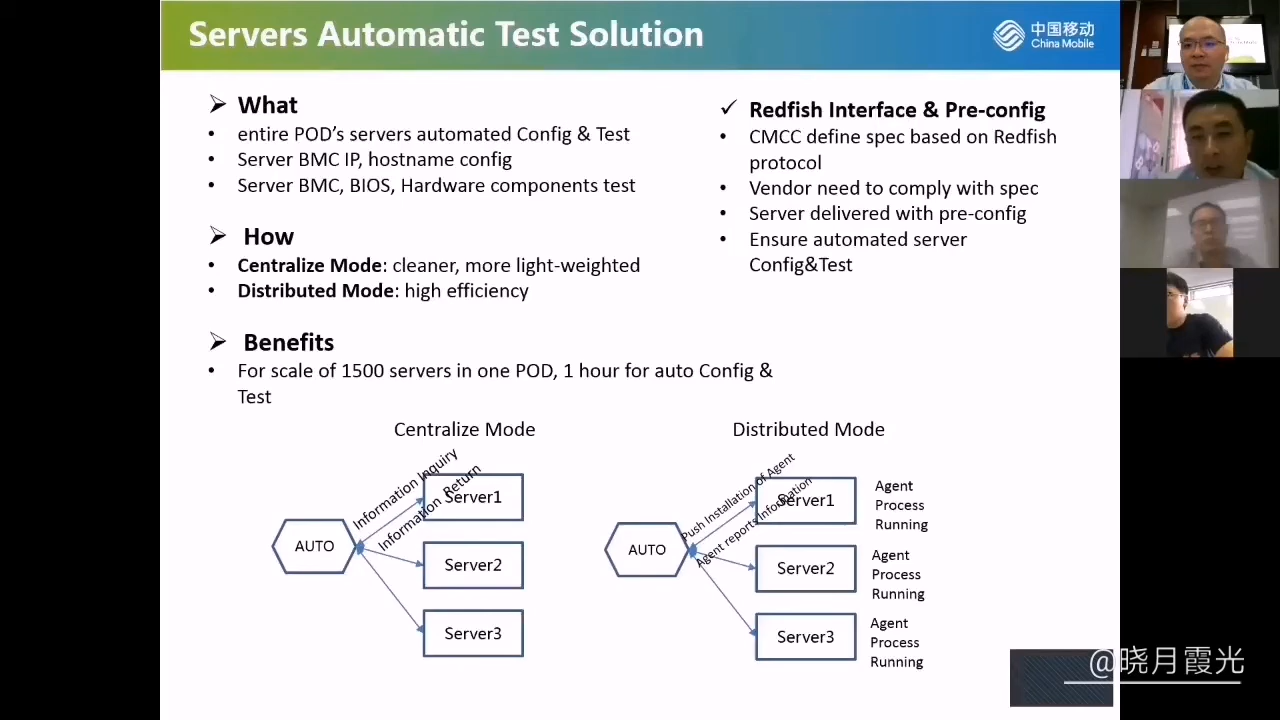 Servers Automatic Test Solution
中国移动
China Mobile
What
entire POD’s servers automated Config & Test
Server BMC IP, hostname config
Server BMC, BIOS, Hardware components test
How
Centralize Mode: cleaner, more light-weighted
Distributed Mode: high efficiency
Benefits
For scale of 1500 servers in one POD, 1 hour for auto Config &
Test
Redfish Interface & Pre-config
CMCC define spec based on Redfish
protocol
Vendor need to comply with spec
Server delivered with pre-config
Ensure automated server
Config&Test
Centralize Mode
Information Inquiry
Information Return
AUTO
Server1
Server2
Server3
Distributed Mode
Push Installation of Agent
Agent reports Information
AUTO
Server1
Server2
Server3
Agent
Process
Running
Agent
Process
Running
Agent
Process
Running
@晓月霞光